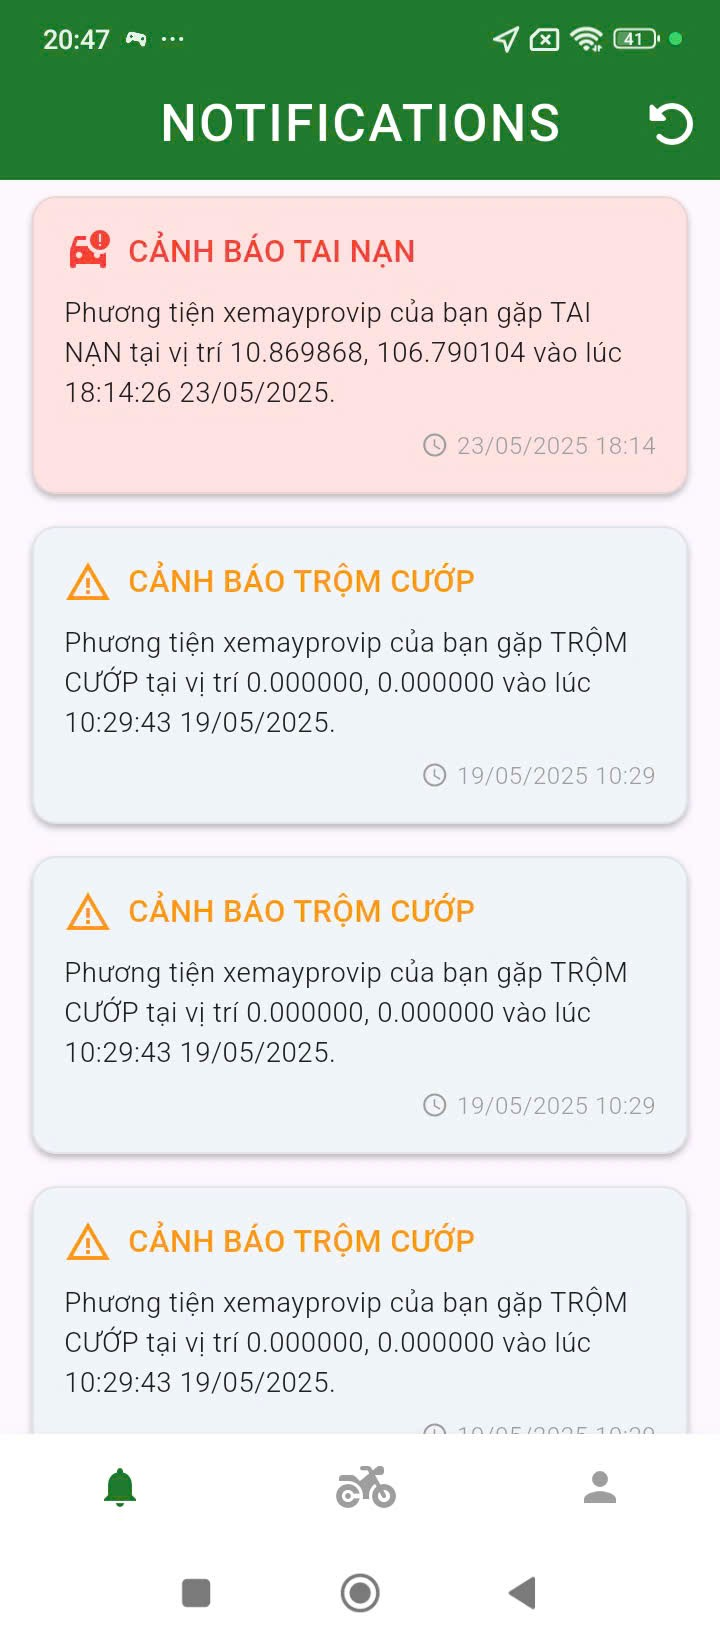 20:47
41
NOTIFICATIONS
CẢNH BÁO TAI NẠN
Phương tiện xemayprovip của bạn gặp TAI
NẠN tại vị trí 10.869868, 106.790104 vào lúc
18:14:26 23/05/2025.
23/05/2025 18:14
CẢNH BÁO TRỘM CƯỚP
Phương tiện xemayprovip của bạn gặp TRỘM
CƯỚP tại vị trí 0.000000, 0.000000 vào lúc
10:29:43 19/05/2025.
19/05/2025 10:29
CẢNH BÁO TRỘM CƯỚP
Phương tiện xemayprovip của bạn gặp TRỘM
CƯỚP tại vị trí 0.000000, 0.000000 vào lúc
10:29:43 19/05/2025.
19/05/2025 10:29
CẢNH BÁO TRỘM CƯỚP
Phương tiện xemayprovip của bạn gặp TRỘM
CƯỚP tại vị trí 0.000000, 0.000000 vào lúc
10:29:43 19/05/2025.